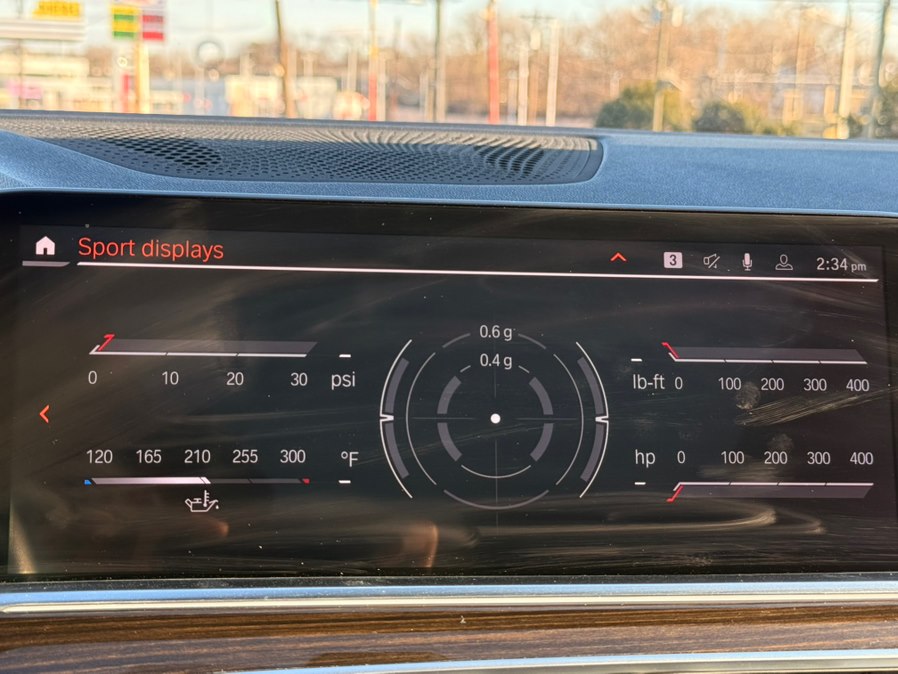 Sport displays
3
2:34 pm
0 10 20 30 psi
0.6 g
0.4 g
lb-ft 0 100 200 300 400
120 165 210 255 300 °F
hp 0 100 200 300 400